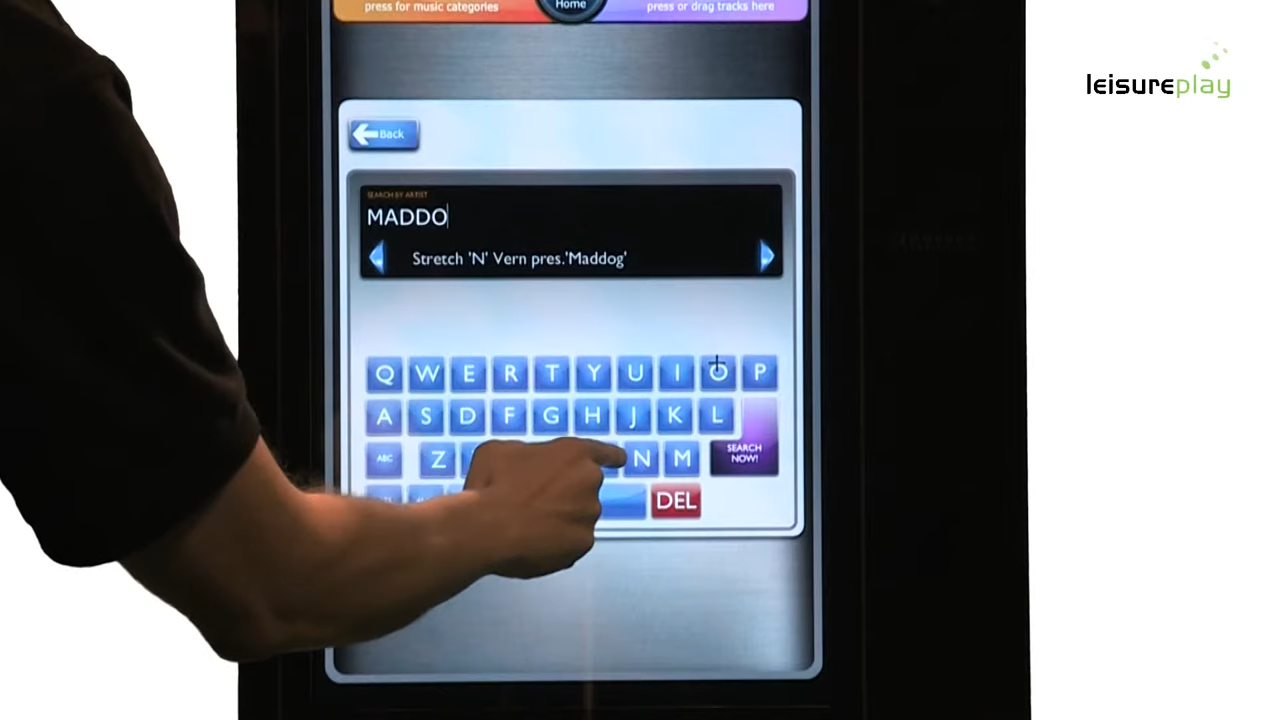 press for music categories
Home
press or drag tracks here
leisureplay
Back
SEARCH BY ARTIST
MADDO
Stretch 'N' Vern pres.'Maddog'
Q W E R T Y U I O P
A S D F G H J K L
ABC Z N M SEARCH NOW!
DEL